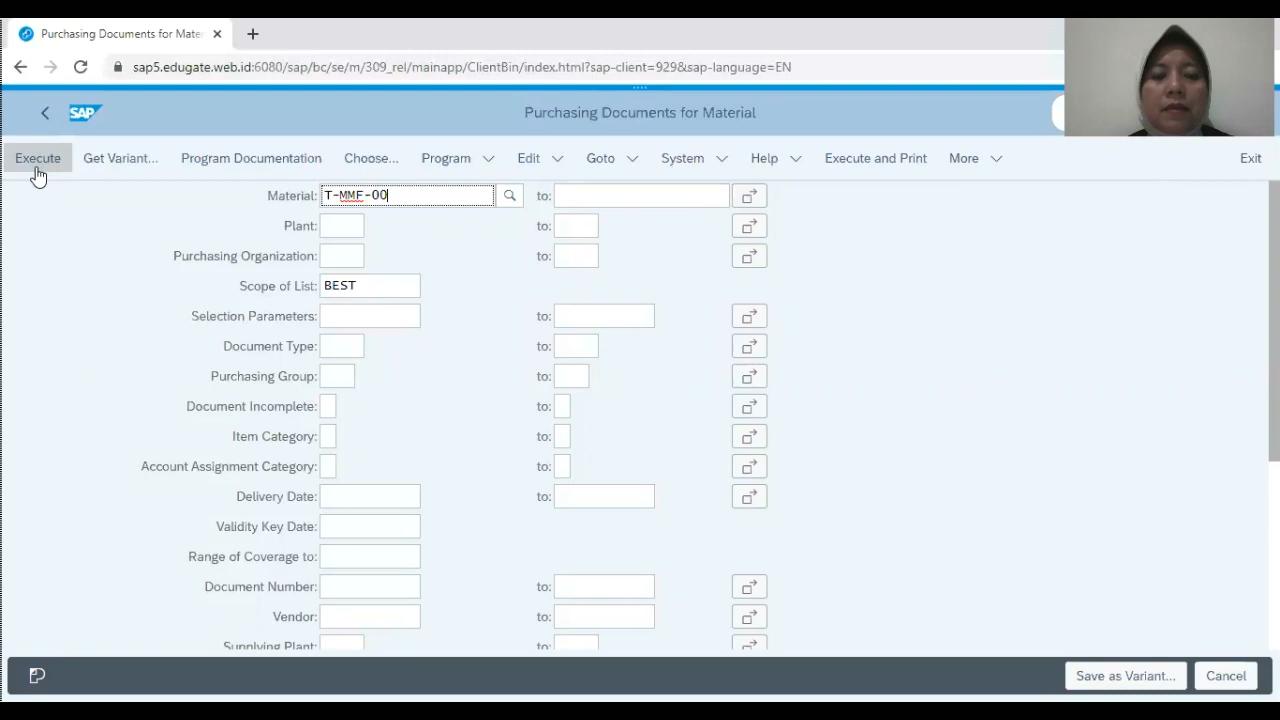 Purchasing Documents for Mate
sap5.edugate.web.id:6080/sap/bc/se/m/309_rel/mainapp/ClientBin/index.html?sap-client=929&sap-language=EN
SAP Purchasing Documents for Material
Execute Get Variant... Program Documentation Choose... Program Edit Goto System Help Execute and Print More Exit
Material: T-MMF-00 to:
Plant: to:
Purchasing Organization: to:
Scope of List: BEST
Selection Parameters: to:
Document Type: to:
Purchasing Group: to:
Document Incomplete: to:
Item Category: to:
Account Assignment Category: to:
Delivery Date: to:
Validity Key Date:
Range of Coverage to:
Document Number: to:
Vendor: to:
Supplying Plant: to:
Save as Variant... Cancel